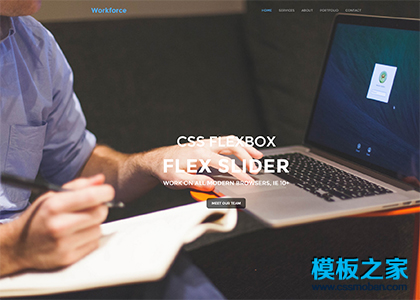 Workforce
HOME SERVICES ABOUT PORTFOLIO CONTACT
CSS FLEXBOX
FLEX SLIDER
WORK ON ALL MODERN BROWSERS, IE 10+
MEET OUR TEAM
模板之家
www.cssmoban.com